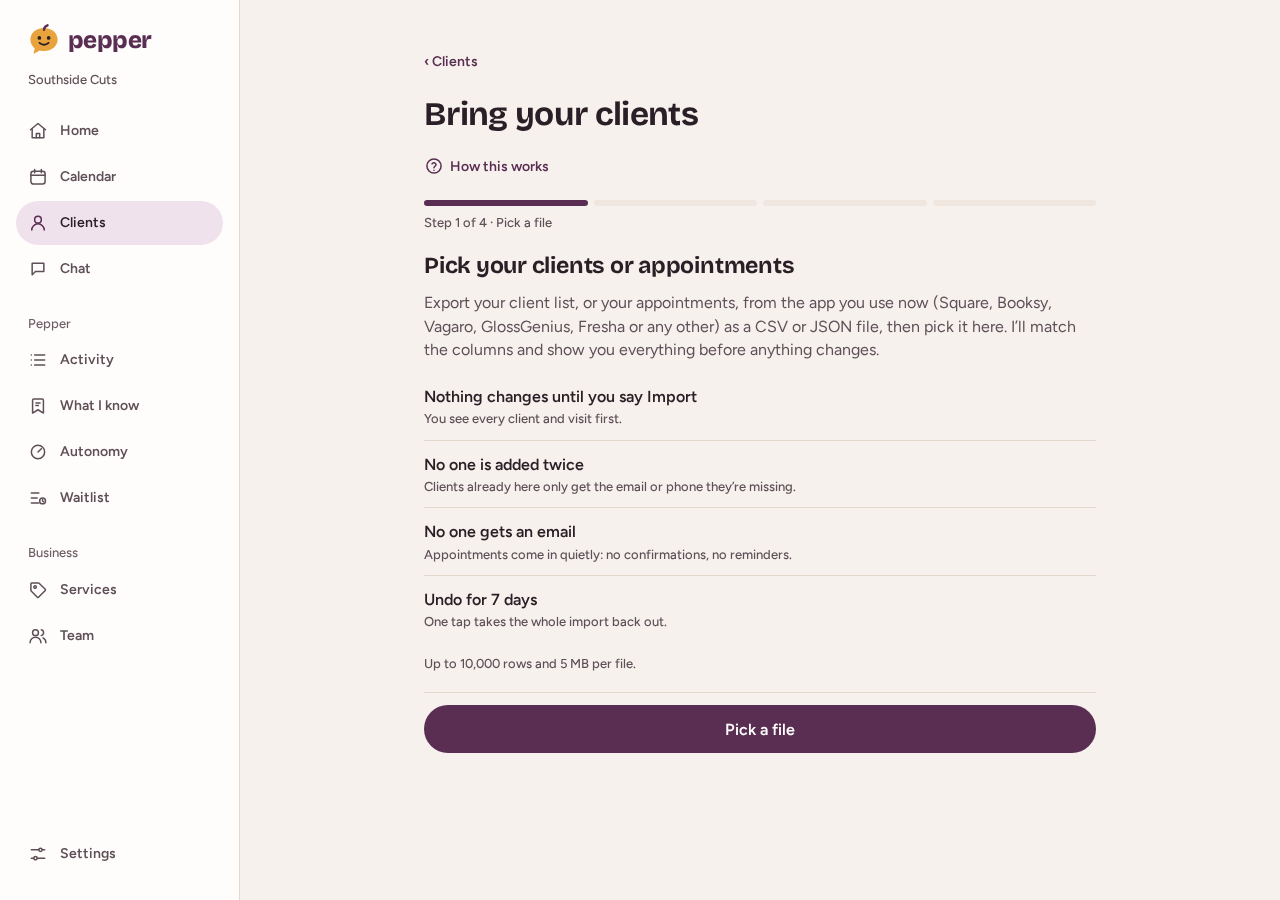 pepper
Southside Cuts
Home
Calendar
Clients
Chat
Pepper
Activity
What I know
Autonomy
Waitlist
Business
Services
Team
Settings
‹ Clients
Bring your clients
How this works
Step 1 of 4 · Pick a file
Pick your clients or appointments
Export your client list, or your appointments, from the app you use now (Square, Booksy,
Vagaro, GlossGenius, Fresha or any other) as a CSV or JSON file, then pick it here. I’ll match
the columns and show you everything before anything changes.
Nothing changes until you say Import
You see every client and visit first.
No one is added twice
Clients already here only get the email or phone they’re missing.
No one gets an email
Appointments come in quietly: no confirmations, no reminders.
Undo for 7 days
One tap takes the whole import back out.
Up to 10,000 rows and 5 MB per file.
Pick a file